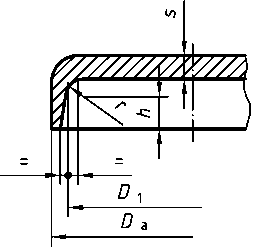 s
r
h
= =
D 1
D a